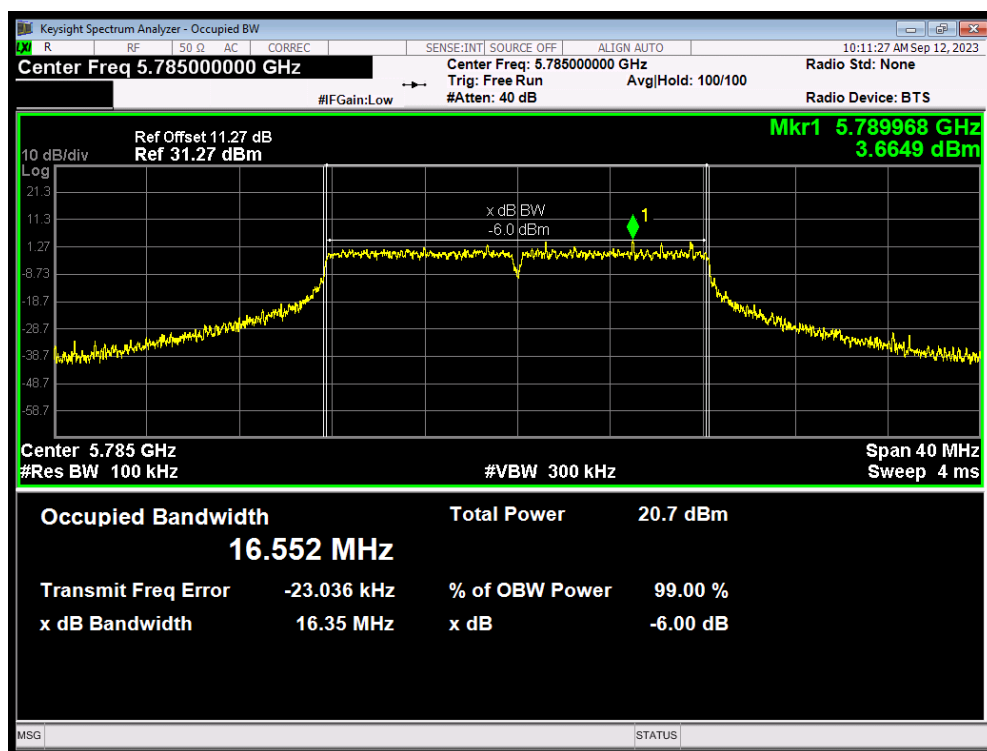 Keysight Spectrum Analyzer - Occupied BW
LXI R RF 50 Ω AC CORREC SENSE:INT SOURCE OFF ALIGN AUTO 10:11:27 AM Sep 12, 2023
Center Freq 5.785000000 GHz Center Freq: 5.785000000 GHz Radio Std: None
Trig: Free Run Avg|Hold: 100/100
#IFGain:Low #Atten: 40 dB Radio Device: BTS
Mkr1 5.789968 GHz
Ref Offset 11.27 dB 3.6649 dBm
10 dB/div Ref 31.27 dBm
Log
21.3
x dB BW 1
11.3
-6.0 dBm
1.27
-8.73
-18.7
-28.7
-38.7
-48.7
-58.7
Center 5.785 GHz Span 40 MHz
#Res BW 100 kHz #VBW 300 kHz Sweep 4 ms
Occupied Bandwidth Total Power 20.7 dBm
16.552 MHz
Transmit Freq Error -23.036 kHz % of OBW Power 99.00 %
x dB Bandwidth 16.35 MHz x dB -6.00 dB
MSG STATUS